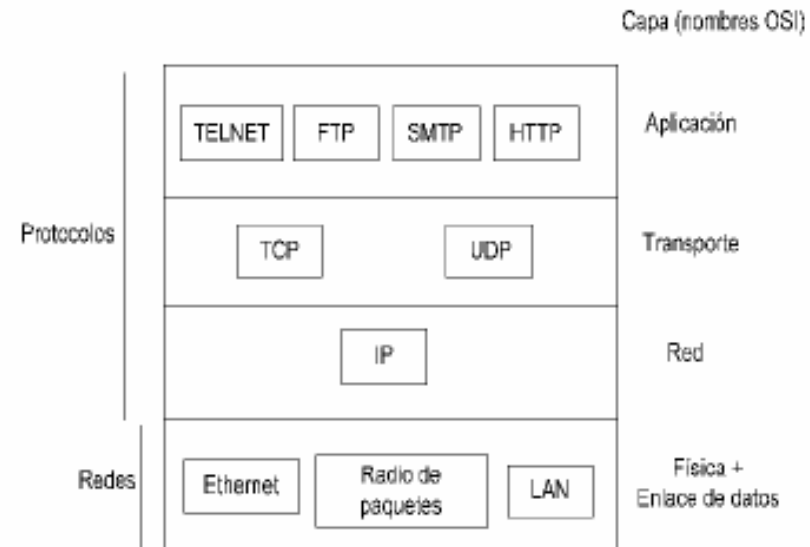 Capa (nombres OSI)
TELNET FTP SMTP HTTP Aplicación
Protocolos TCP UDP Transporte
IP Red
Redes Ethernet Radio de paquetes LAN Física +
Enlace de datos